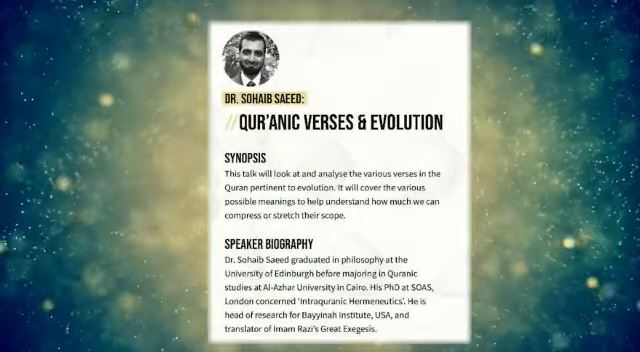 DR. SOHAIB SAEED:
//QUR'ANIC VERSES & EVOLUTION
SYNOPSIS
This talk will look at and analyse the various verses in the
Quran pertinent to evolution. It will cover the various
possible meanings to help understand how much we can
compress or stretch their scope.
SPEAKER BIOGRAPHY
Dr. Sohaib Saeed graduated in philosophy at the
University of Edinburgh before majoring in Quranic
studies at Al-Azhar University in Cairo. His PhD at SOAS,
London concerned 'Intraquranic Hermeneutics'. He is
head of research for Bayyinah Institute, USA, and
translator of Imam Razi's Great Exegesis.